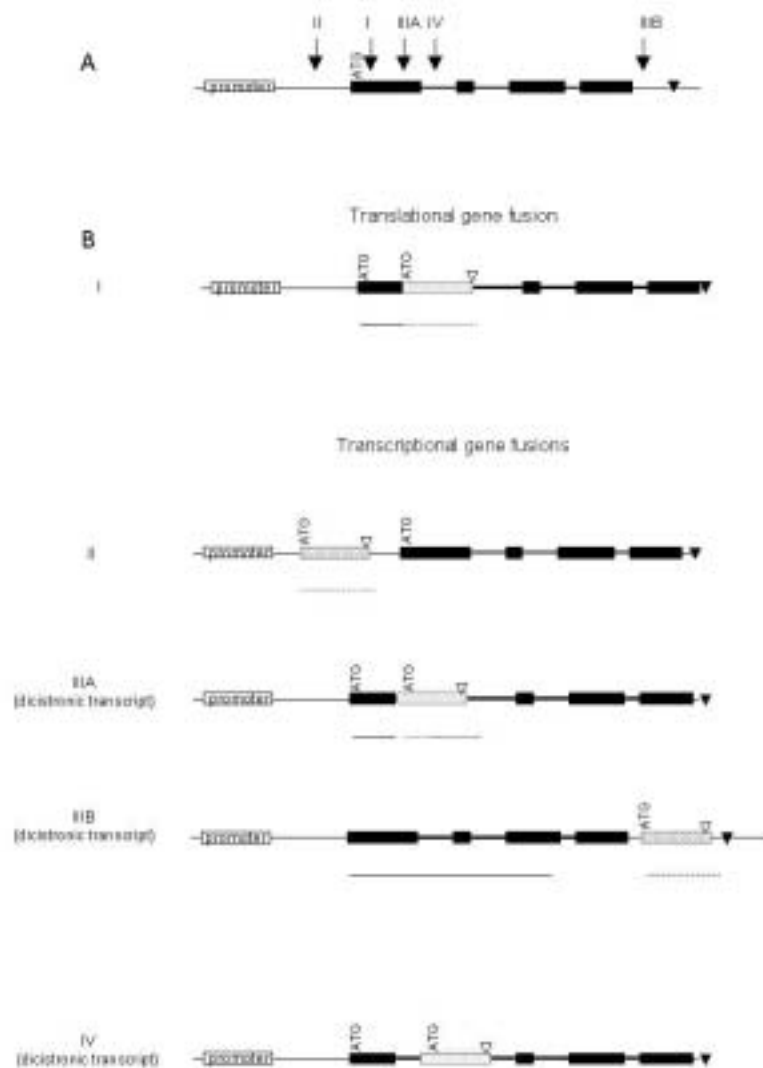 II I IIIA IV IIIB
A
ATG
promoter
Translational gene fusion
B
ATG ATG
I
promoter
Transcriptional gene fusions
ATG ATG
II
promoter
IIIA
(dicistronic transcript)
ATG ATG
promoter
IIIB
(dicistronic transcript)
ATG
promoter
IV
(dicistronic transcript)
ATG ATG
promoter